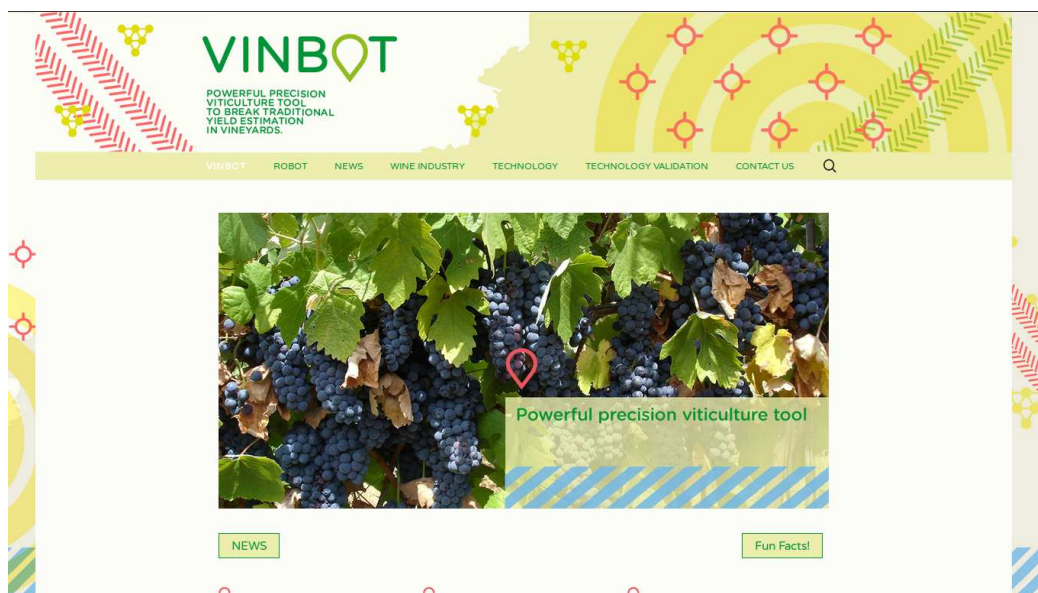 VINBOT
POWERFUL PRECISION
VITICULTURE TOOL
TO BREAK TRADITIONAL
YIELD ESTIMATION
IN VINEYARDS.
VINBOT ROBOT NEWS WINE INDUSTRY TECHNOLOGY TECHNOLOGY VALIDATION CONTACT US
Powerful precision viticulture tool
NEWS Fun Facts!